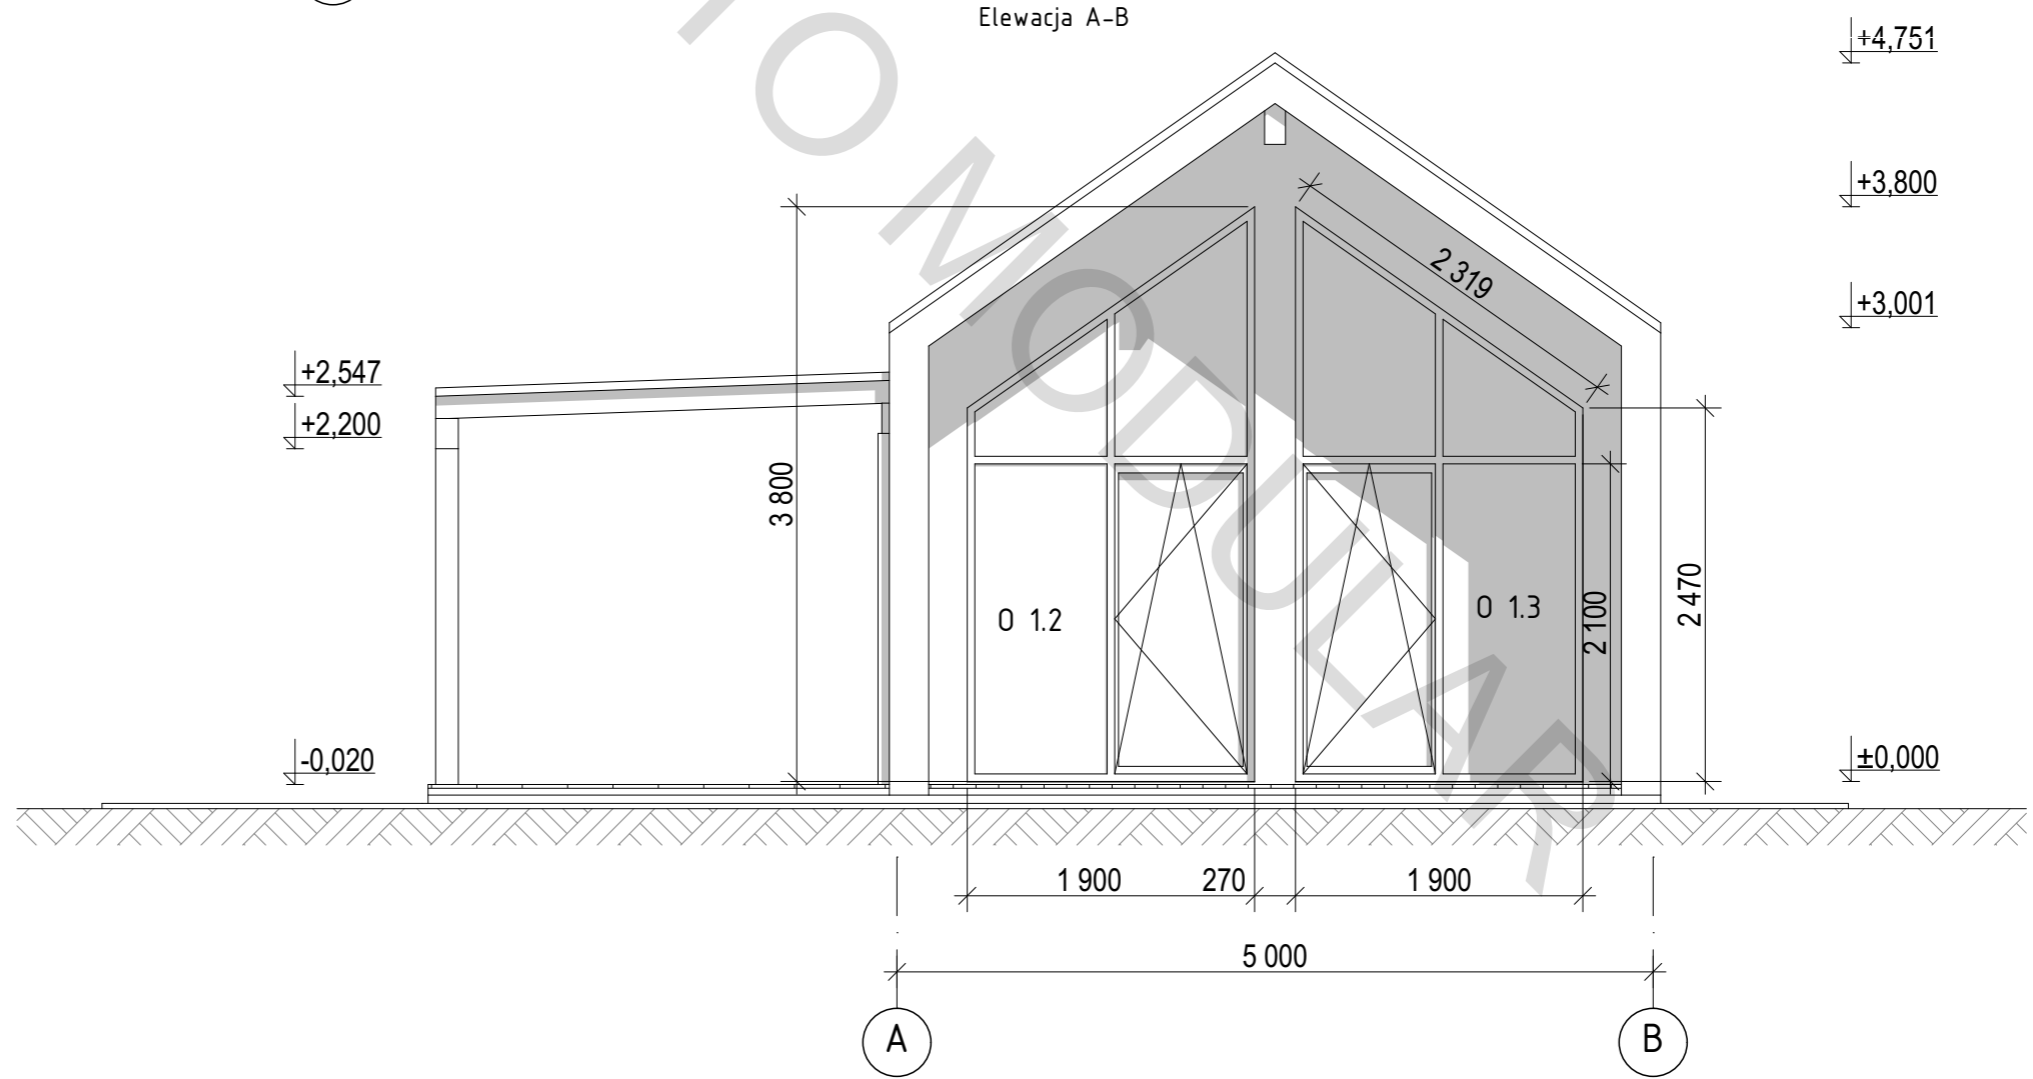 Elewacja A-B
+4,751
+3,800
+3,001
2 319
+2,547
+2,200
3 800
2 470
2 100
O 1.2
O 1.3
-0,020
±0,000
1 900
270
1 900
5 000
A
B
TO MODULAR